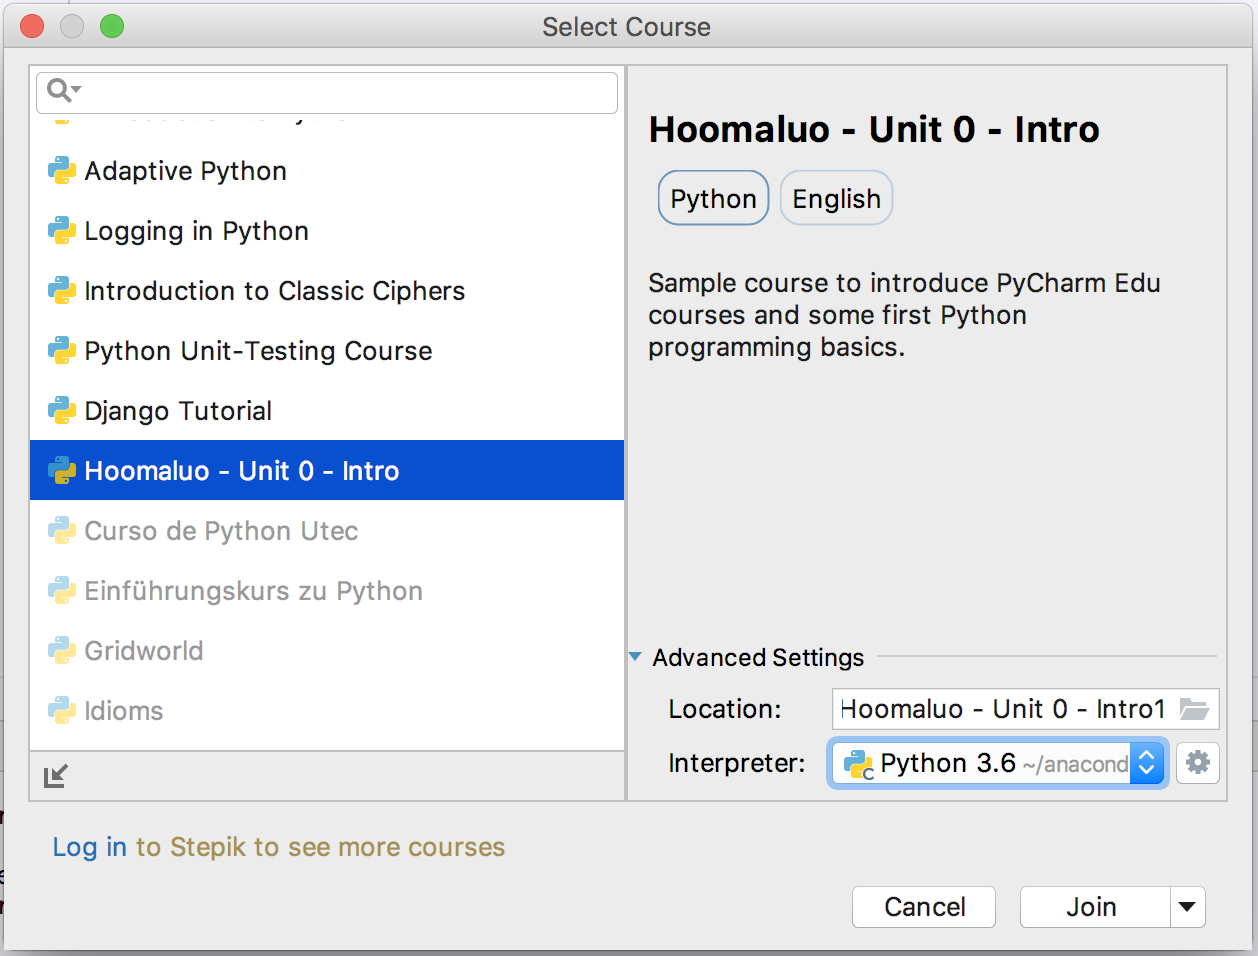 Select Course
Adaptive Python
Logging in Python
Introduction to Classic Ciphers
Python Unit-Testing Course
Django Tutorial
Hoomaluo - Unit 0 - Intro
Curso de Python Utec
Einführungskurs zu Python
Gridworld
Idioms
Hoomaluo - Unit 0 - Intro
Python English
Sample course to introduce PyCharm Edu
courses and some first Python
programming basics.
Advanced Settings
Location: Hoomaluo - Unit 0 - Intro1
Interpreter: Python 3.6 ~/anacond
Log in to Stepik to see more courses
Cancel Join